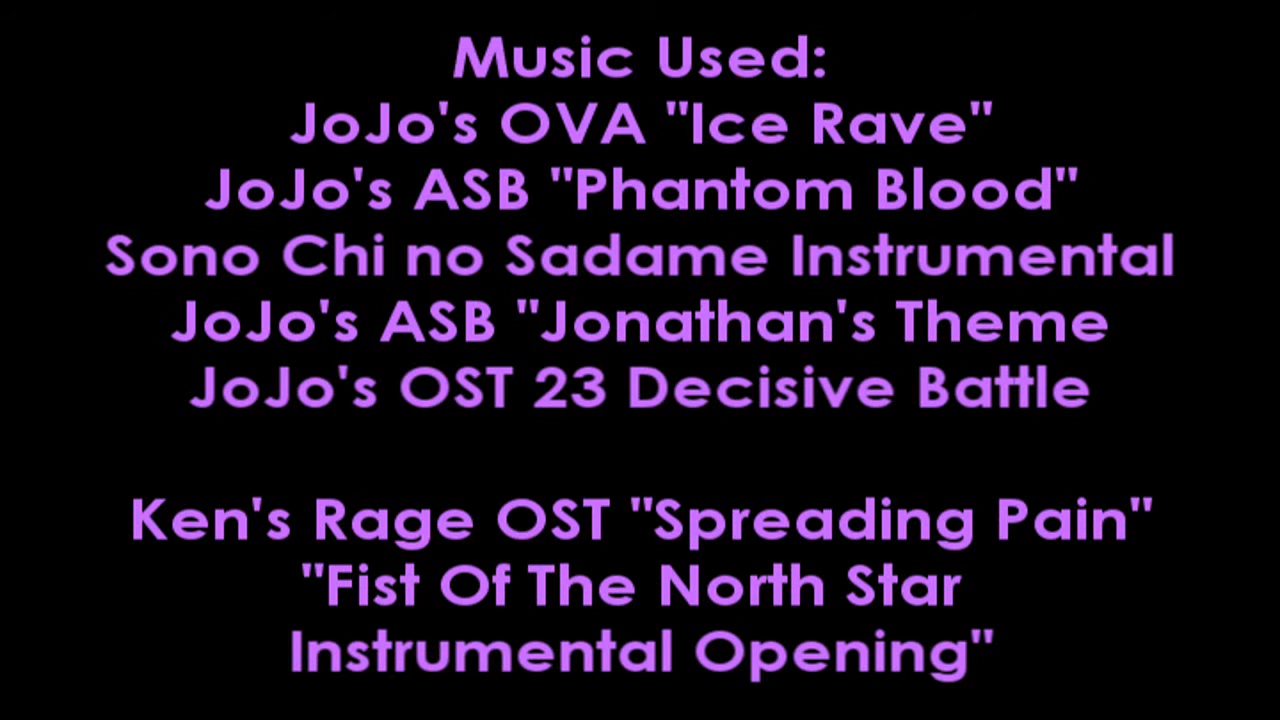 Music Used:
JoJo's OVA "Ice Rave"
JoJo's ASB "Phantom Blood"
Sono Chi no Sadame Instrumental
JoJo's ASB "Jonathan's Theme
JoJo's OST 23 Decisive Battle
Ken's Rage OST "Spreading Pain"
"Fist Of The North Star
Instrumental Opening"